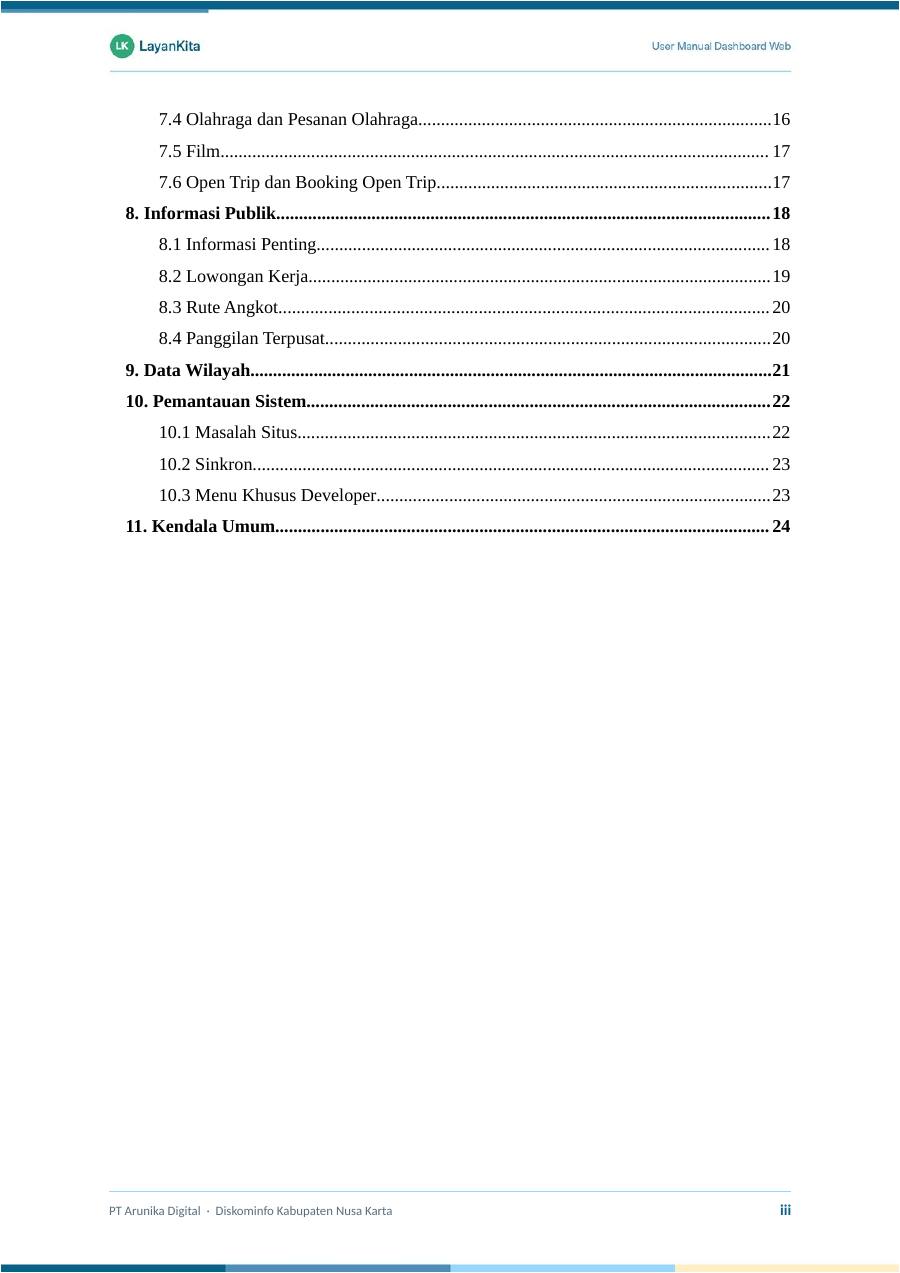 LK LayanKita
User Manual Dashboard Web
7.4 Olahraga dan Pesanan Olahraga..............................................................................16
7.5 Film......................................................................................................................... 17
7.6 Open Trip dan Booking Open Trip..........................................................................17
8. Informasi Publik.............................................................................................................18
8.1 Informasi Penting.................................................................................................... 18
8.2 Lowongan Kerja......................................................................................................19
8.3 Rute Angkot............................................................................................................ 20
8.4 Panggilan Terpusat..................................................................................................20
9. Data Wilayah...................................................................................................................21
10. Pemantauan Sistem......................................................................................................22
10.1 Masalah Situs........................................................................................................22
10.2 Sinkron.................................................................................................................. 23
10.3 Menu Khusus Developer.......................................................................................23
11. Kendala Umum............................................................................................................. 24
PT Arunika Digital · Diskominfo Kabupaten Nusa Karta
iii